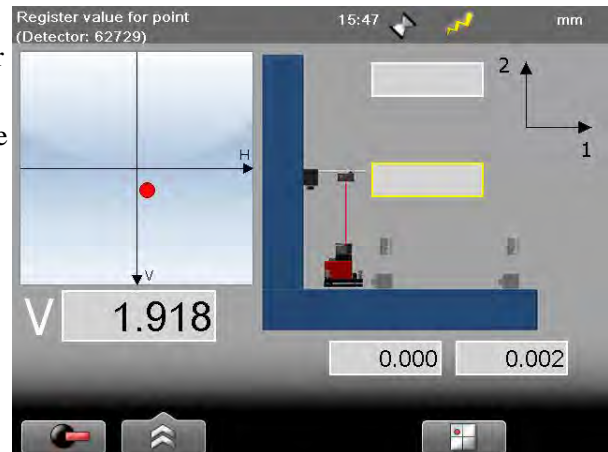 Register value for point
(Detector: 62729)
15:47
mm
r
e
H
V
V 1.918
2
1
0.000
0.002